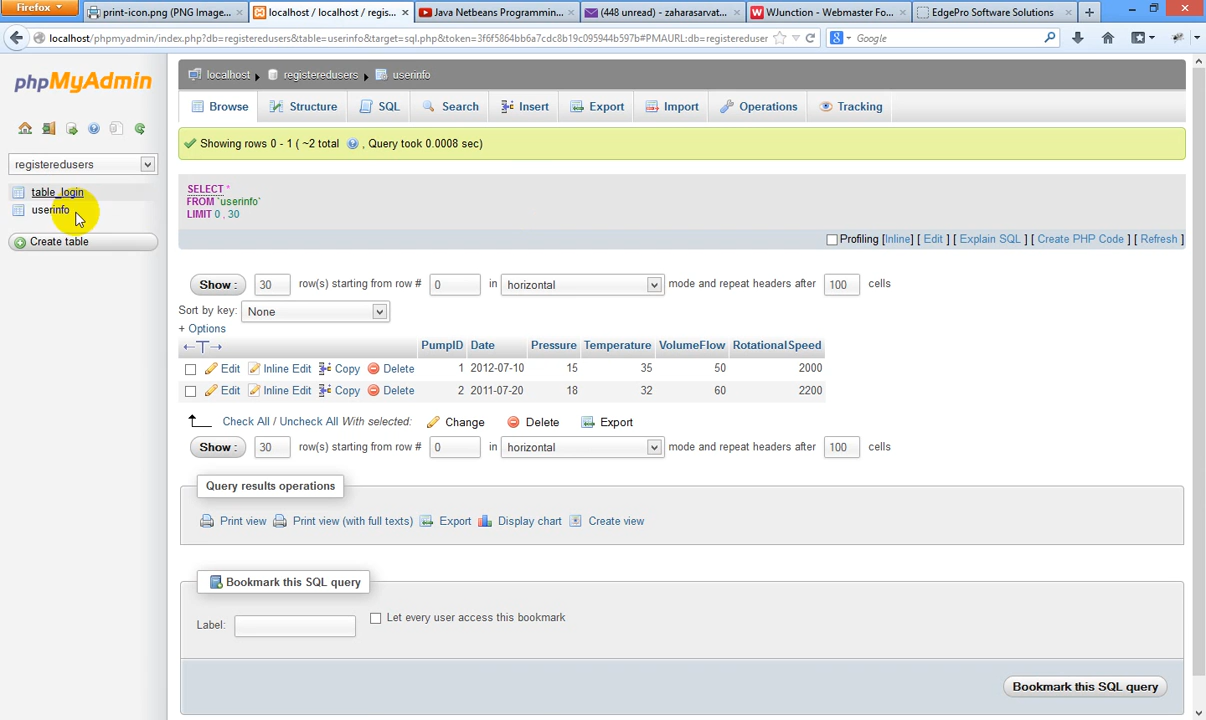 Firefox
print-icon.png (PNG Image... × localhost / localhost / regis... × Java Netbeans Programmin... × (448 unread) - zaharasarvat... × WJunction - Webmaster Fo... × EdgePro Software Solutions ×
localhost/phpmyadmin/index.php?db=registeredusers&table=userinfo&target=sql.php&token=3f6f5864bb6a7cdc8b19c095944b597b#PMAURL:db=registereduser
Google
phpMyAdmin
registeredusers
table_login
userinfo
Create table
localhost ▸ registeredusers ▸ userinfo
Browse Structure SQL Search Insert Export Import Operations Tracking
Showing rows 0 - 1 ( ~2 total , Query took 0.0008 sec)
SELECT *
FROM `userinfo`
LIMIT 0 , 30
Profiling [Inline] [ Edit ] [ Explain SQL ] [ Create PHP Code ] [ Refresh ]
Show : 30 row(s) starting from row # 0 in horizontal mode and repeat headers after 100 cells
Sort by key: None
+ Options
←T→ PumpID Date Pressure Temperature VolumeFlow RotationalSpeed
Edit Inline Edit Copy Delete 1 2012-07-10 15 35 50 2000
Edit Inline Edit Copy Delete 2 2011-07-20 18 32 60 2200
Check All / Uncheck All With selected: Change Delete Export
Show : 30 row(s) starting from row # 0 in horizontal mode and repeat headers after 100 cells
Query results operations
Print view Print view (with full texts) Export Display chart Create view
Bookmark this SQL query
Label: Let every user access this bookmark
Bookmark this SQL query